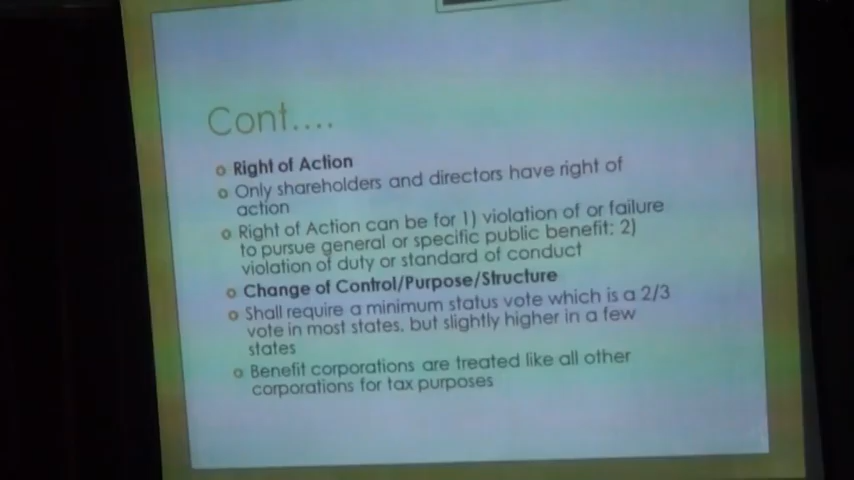 Cont....
Right of Action
Only shareholders and directors have right of
action
Right of Action can be for 1) violation of or failure
to pursue general or specific public benefit; 2)
violation of duty or standard of conduct
Change of Control/Purpose/Structure
Shall require a minimum status vote which is a 2/3
vote in most states, but slightly higher in a few
states
Benefit corporations are treated like all other
corporations for tax purposes